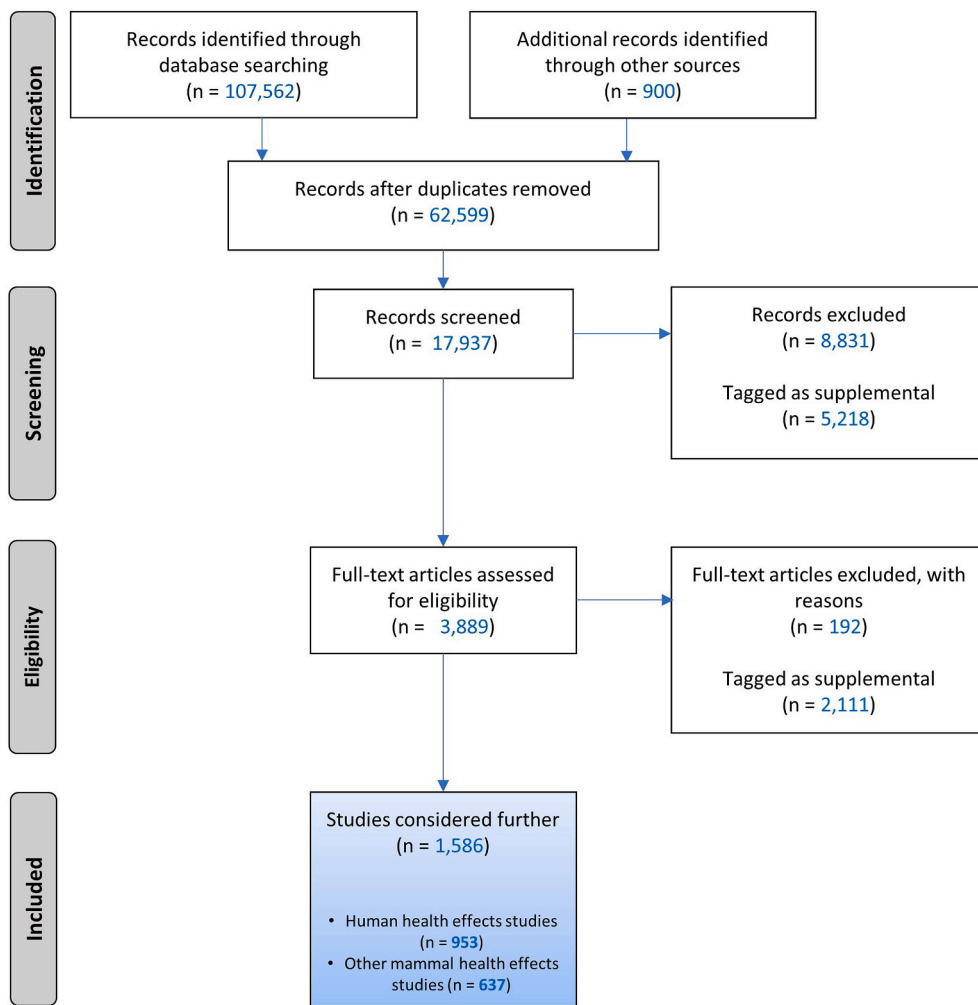 Identification
Records identified through
database searching
(n = 107,562)
Additional records identified
through other sources
(n = 900)
Records after duplicates removed
(n = 62,599)
Screening
Records screened
(n = 17,937)
Records excluded
(n = 8,831)
Tagged as supplemental
(n = 5,218)
Eligibility
Full-text articles assessed
for eligibility
(n = 3,889)
Full-text articles excluded, with
reasons
(n = 192)
Tagged as supplemental
(n = 2,111)
Included
Studies considered further
(n = 1,586)
• Human health effects studies
(n = 953)
• Other mammal health effects
studies (n = 637)